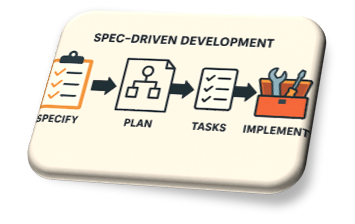 SPEC-DRIVEN DEVELOPMENT
SPECIFY
PLAN
TASKS
IMPLEMENT